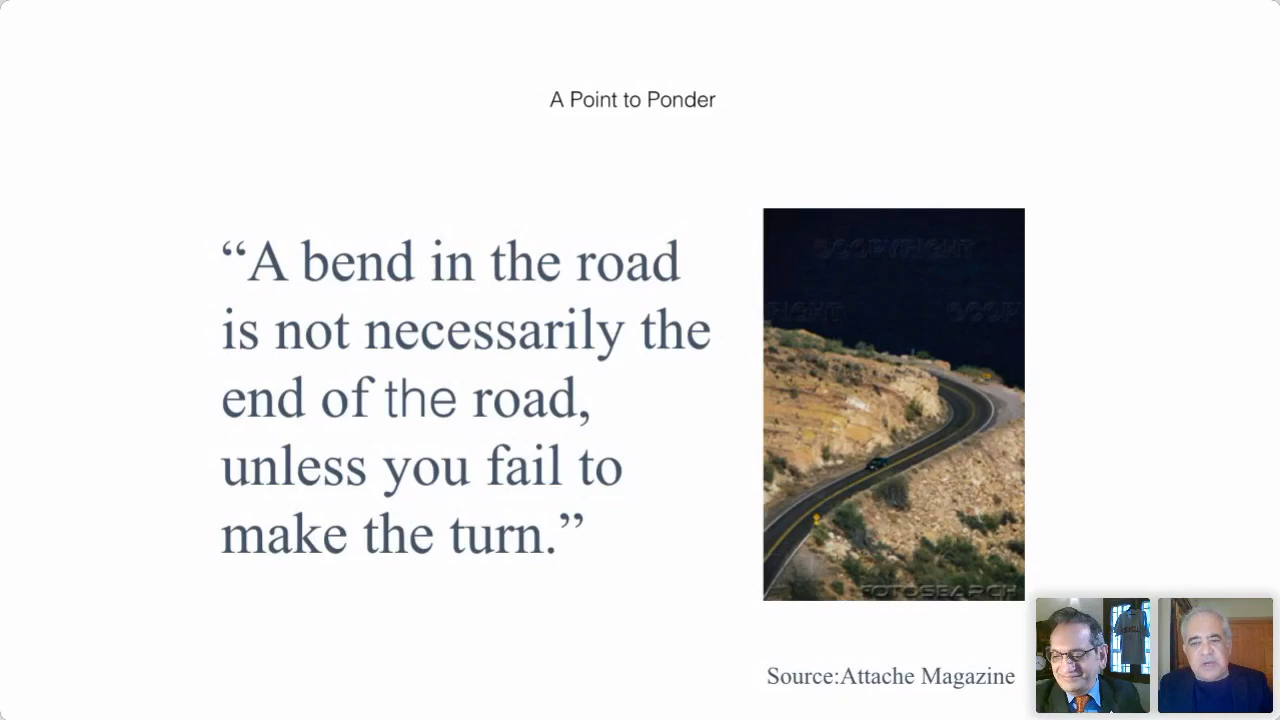 A Point to Ponder
“A bend in the road
is not necessarily the
end of the road,
unless you fail to
make the turn.”
FOTOSEARCH
Source:Attache Magazine